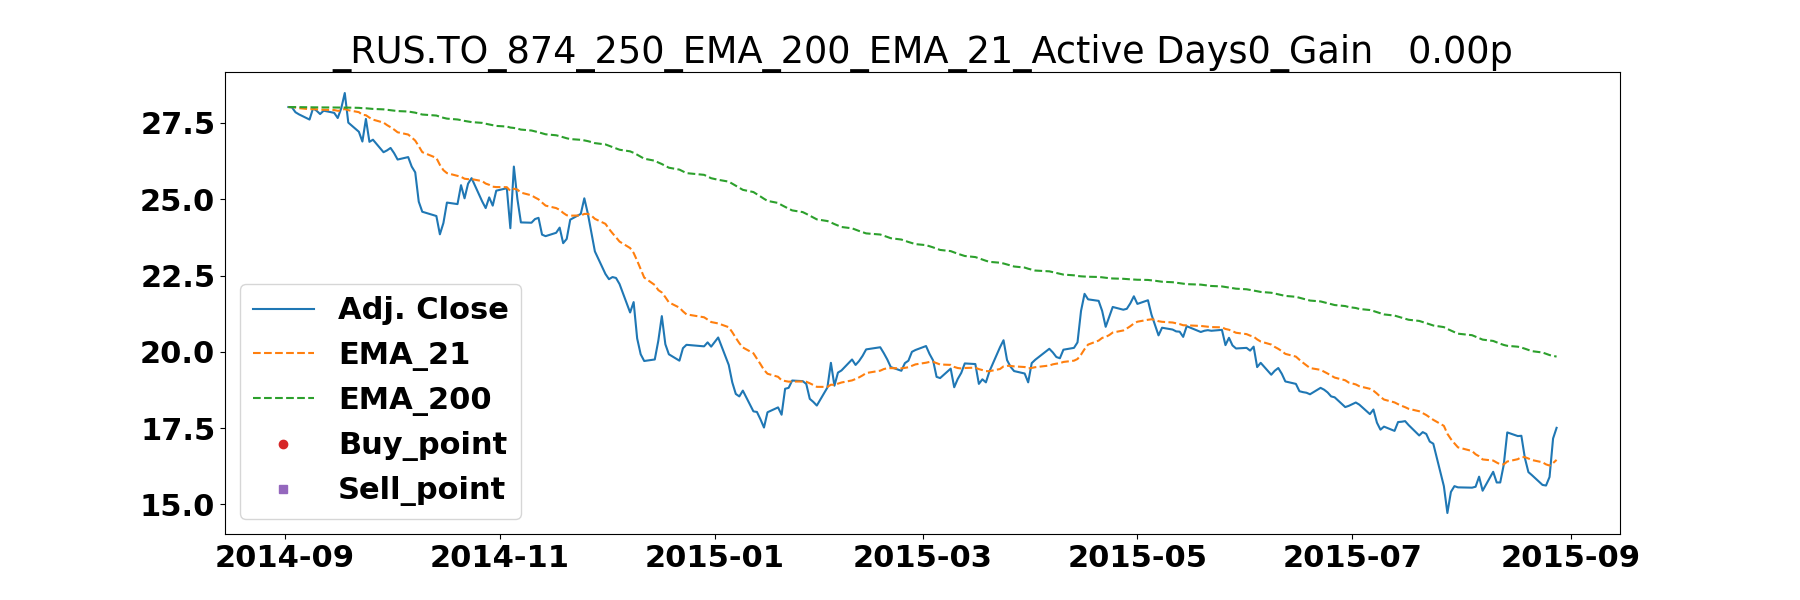 _RUS.TO_874_250_EMA_200_EMA_21_Active Days0_Gain   0.00p
27.5
25.0
22.5
20.0
17.5
15.0
Adj. Close
EMA_21
EMA_200
Buy_point
Sell_point
2014-09 2014-11 2015-01 2015-03 2015-05 2015-07 2015-09